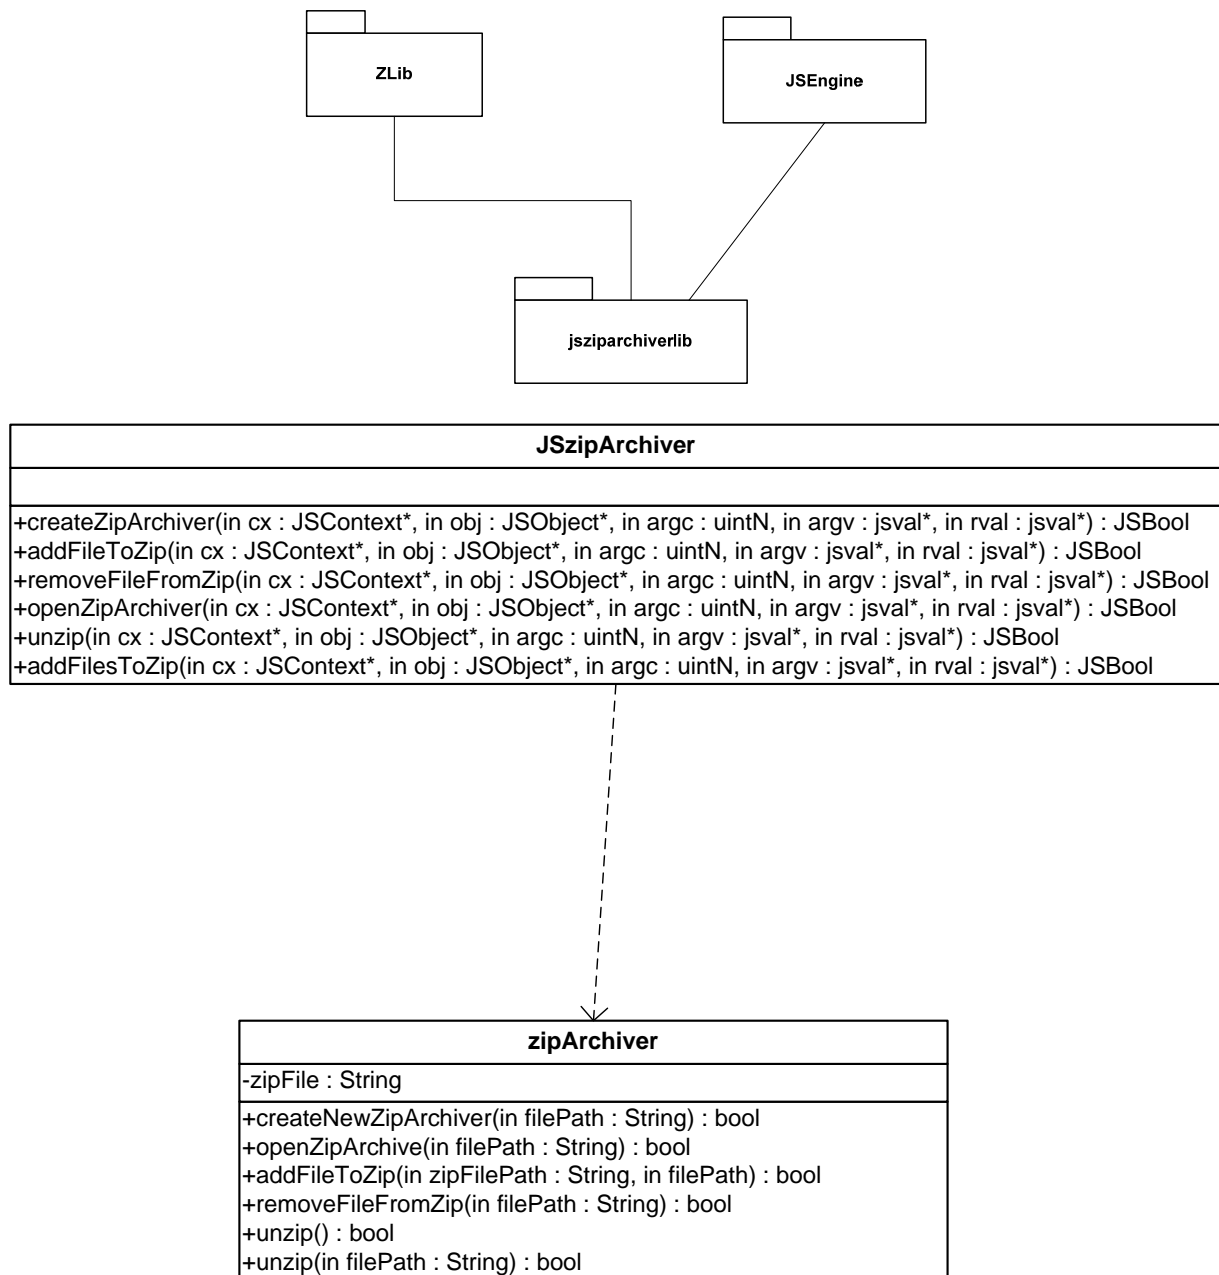 ZLib
JSEngine
jsziparchiverlib
JSzipArchiver
+createZipArchiver(in cx : JSContext*, in obj : JSObject*, in argc : uintN, in argv : jsval*, in rval : jsval*) : JSBool
+addFileToZip(in cx : JSContext*, in obj : JSObject*, in argc : uintN, in argv : jsval*, in rval : jsval*) : JSBool
+removeFileFromZip(in cx : JSContext*, in obj : JSObject*, in argc : uintN, in argv : jsval*, in rval : jsval*) : JSBool
+openZipArchiver(in cx : JSContext*, in obj : JSObject*, in argc : uintN, in argv : jsval*, in rval : jsval*) : JSBool
+unzip(in cx : JSContext*, in obj : JSObject*, in argc : uintN, in argv : jsval*, in rval : jsval*) : JSBool
+addFilesToZip(in cx : JSContext*, in obj : JSObject*, in argc : uintN, in argv : jsval*, in rval : jsval*) : JSBool
zipArchiver
-zipFile : String
+createNewZipArchiver(in filePath : String) : bool
+openZipArchive(in filePath : String) : bool
+addFileToZip(in zipFilePath : String, in filePath) : bool
+removeFileFromZip(in filePath : String) : bool
+unzip() : bool
+unzip(in filePath : String) : bool